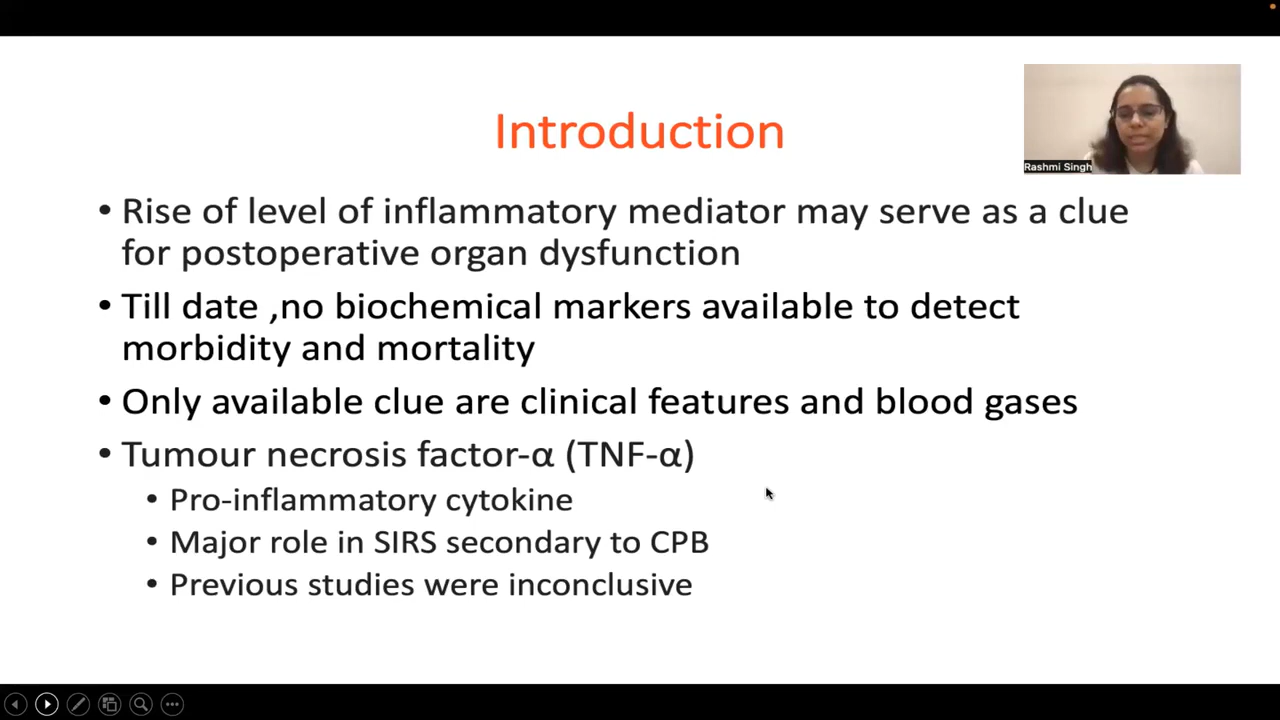 Introduction
Rashmi Singh
• Rise of level of inflammatory mediator may serve as a clue
for postoperative organ dysfunction
• Till date ,no biochemical markers available to detect
morbidity and mortality
• Only available clue are clinical features and blood gases
• Tumour necrosis factor-α (TNF-α)
• Pro-inflammatory cytokine
• Major role in SIRS secondary to CPB
• Previous studies were inconclusive